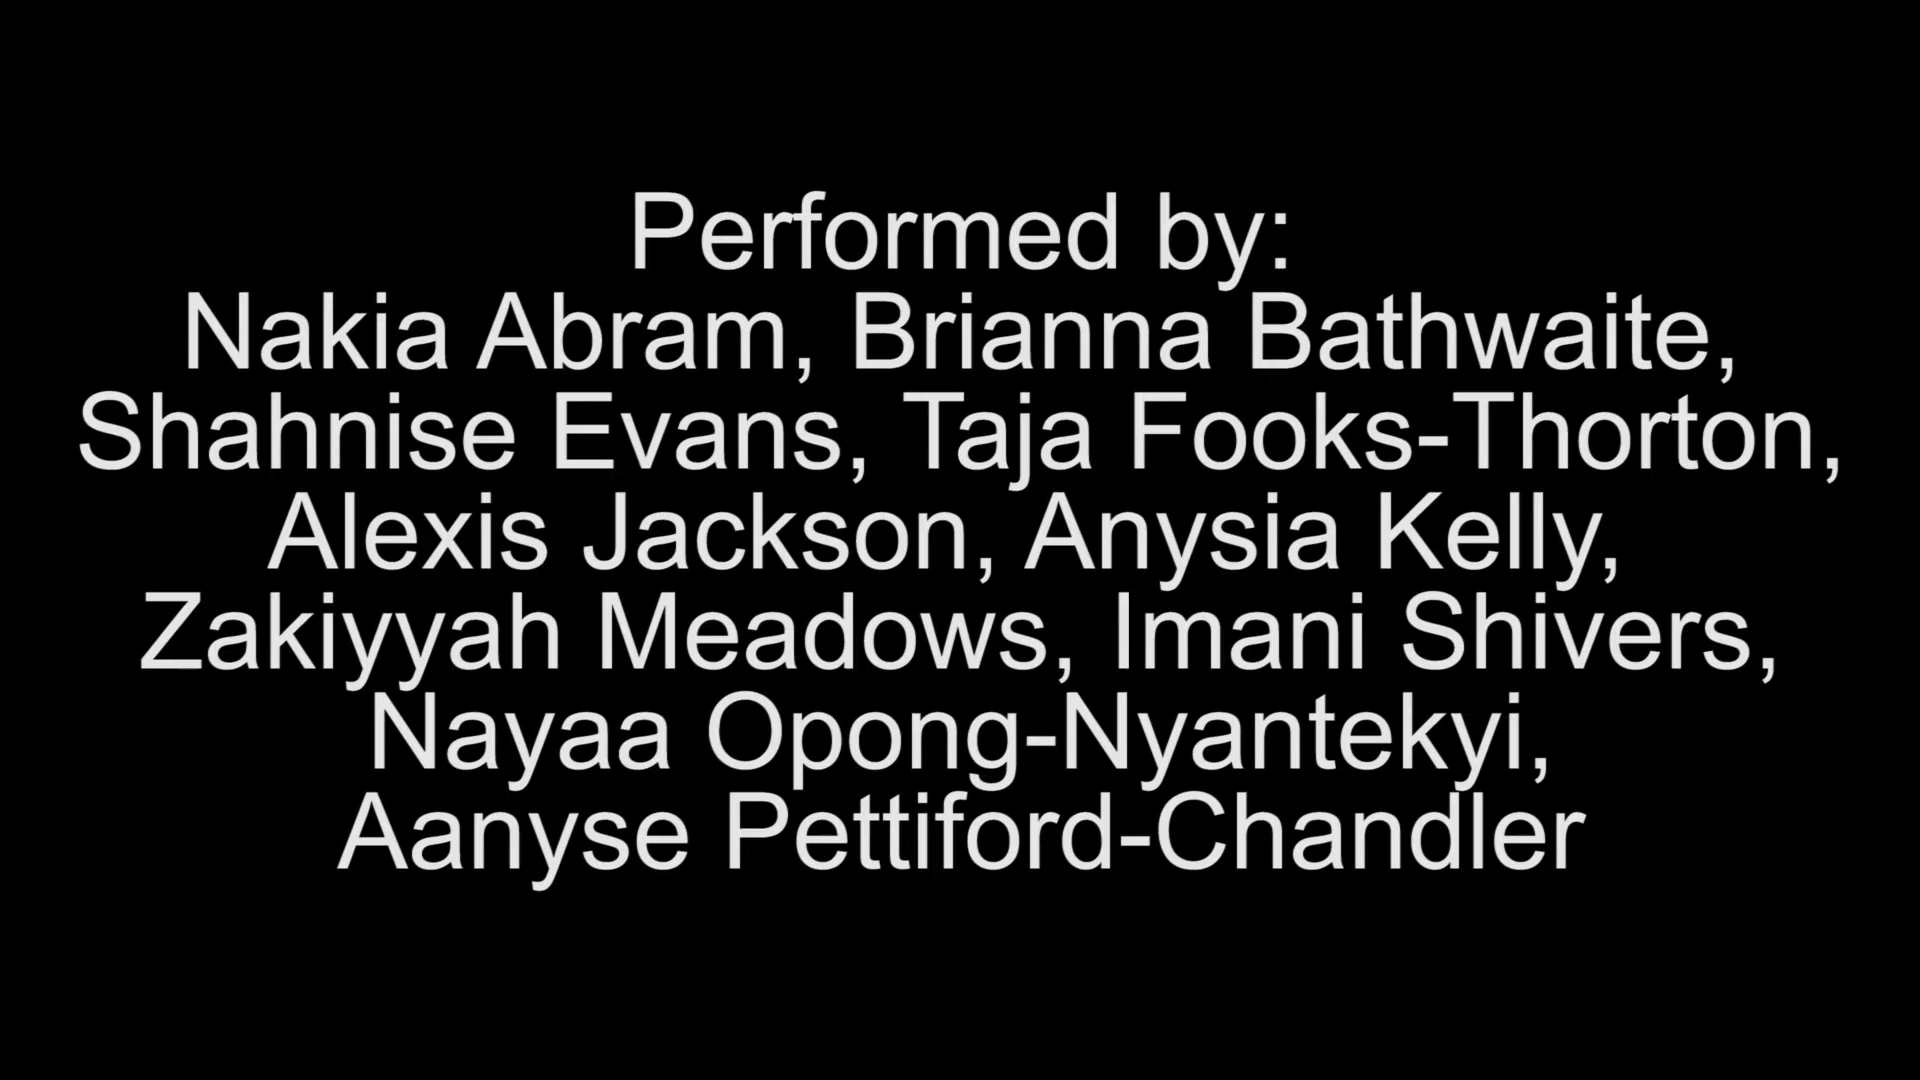 Performed by:
Nakia Abram, Brianna Bathwaite,
Shahnise Evans, Taja Fooks-Thorton,
Alexis Jackson, Anysia Kelly,
Zakiyyah Meadows, Imani Shivers,
Nayaa Opong-Nyantekyi,
Aanyse Pettiford-Chandler